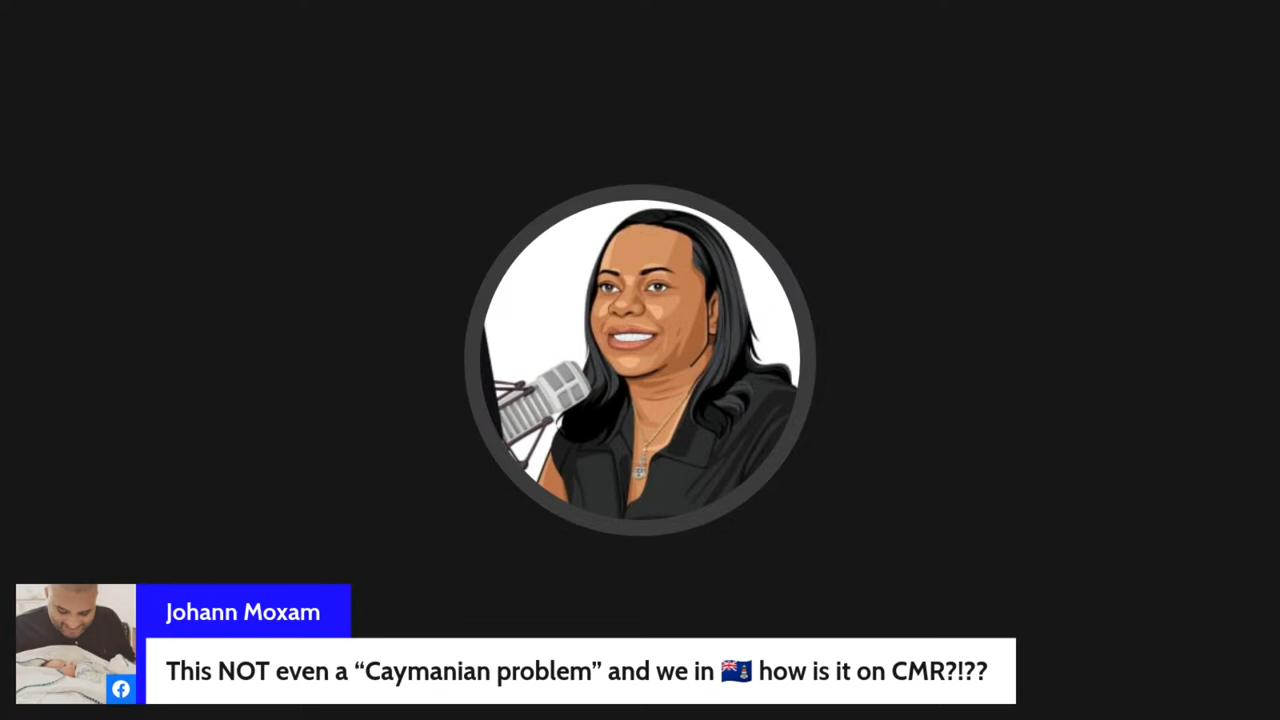 Johann Moxam
This NOT even a “Caymanian problem” and we in 🇰🇾 how is it on CMR?!??